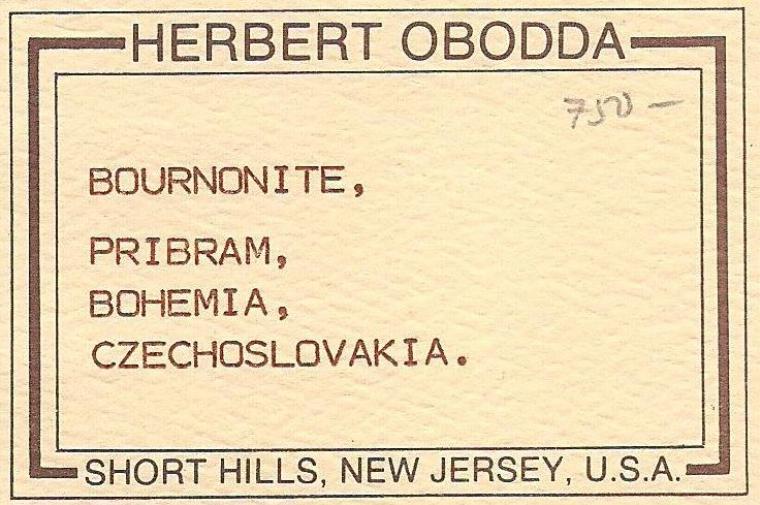 HERBERT OBODDA
750 —
BOURNONITE,
PRIBRAM,
BOHEMIA,
CZECHOSLOVAKIA.
SHORT HILLS, NEW JERSEY, U.S.A.